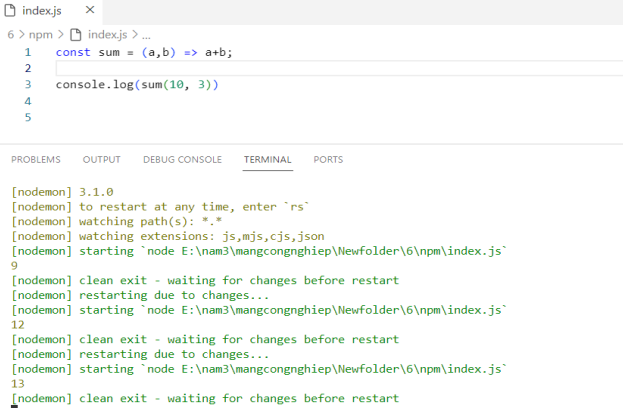 index.js ×
6 > npm > index.js > ...
1 const sum = (a,b) => a+b;
2
3 console.log(sum(10, 3))
4
5
PROBLEMS OUTPUT DEBUG CONSOLE TERMINAL PORTS
[nodemon] 3.1.0
[nodemon] to restart at any time, enter `rs`
[nodemon] watching path(s): *.*
[nodemon] watching extensions: js,mjs,cjs,json
[nodemon] starting `node E:\nam3\mangcongnghiep\Newfolder\6\npm\index.js`
9
[nodemon] clean exit - waiting for changes before restart
[nodemon] restarting due to changes...
[nodemon] starting `node E:\nam3\mangcongnghiep\Newfolder\6\npm\index.js`
12
[nodemon] clean exit - waiting for changes before restart
[nodemon] restarting due to changes...
[nodemon] starting `node E:\nam3\mangcongnghiep\Newfolder\6\npm\index.js`
13
[nodemon] clean exit - waiting for changes before restart